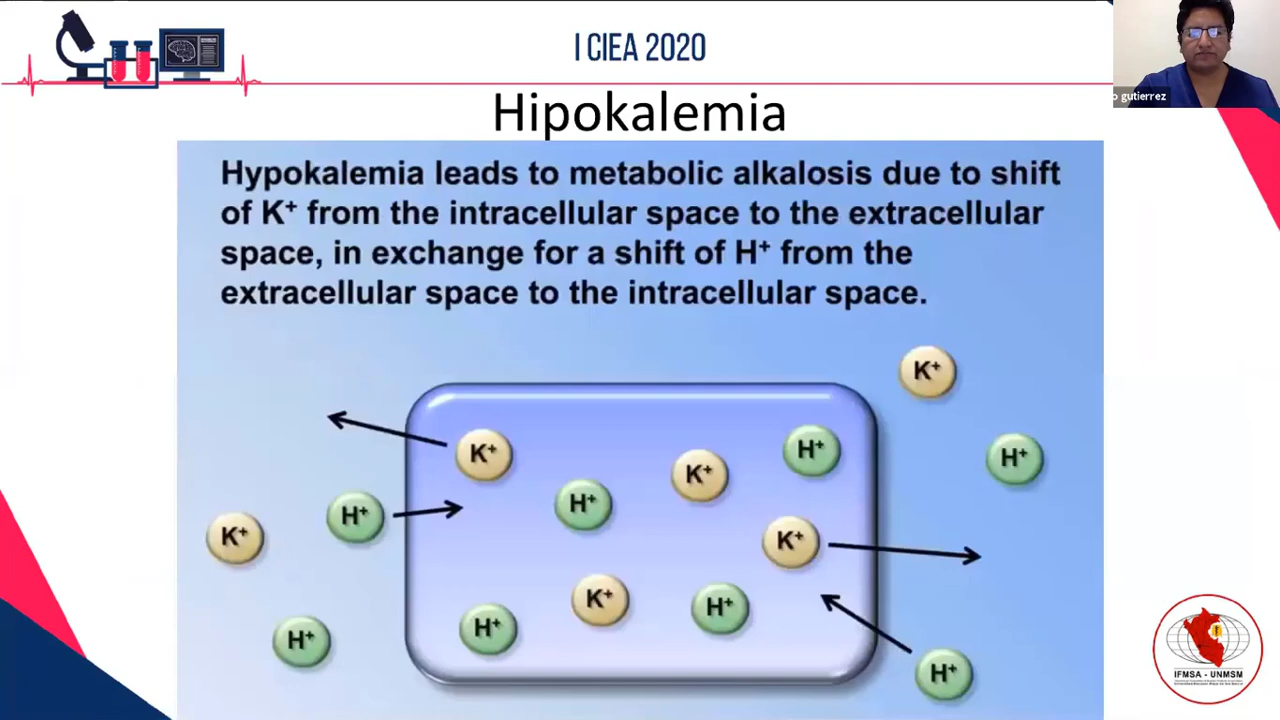 I CIEA 2020
o gutierrez
Hipokalemia
Hypokalemia leads to metabolic alkalosis due to shift
of K⁺ from the intracellular space to the extracellular
space, in exchange for a shift of H⁺ from the
extracellular space to the intracellular space.
K⁺
K⁺
H⁺
K⁺
H⁺
K⁺
H⁺
H⁺
K⁺
K⁺
K⁺
H⁺
H⁺
H⁺
H⁺
IFMSA - UNMSM